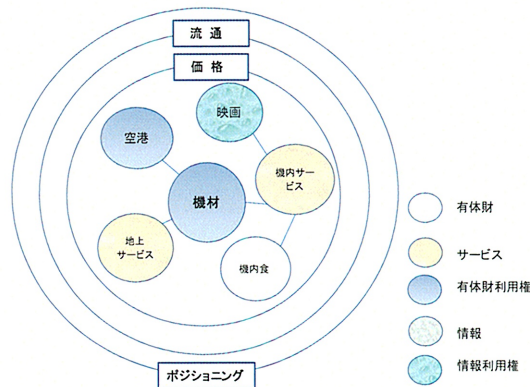 流 通
価 格
映画
空港
機内サー
ビス
機材
地上
サービス
機内食
ポジショニング
有体財
サービス
有体財利用権
情報
情報利用権